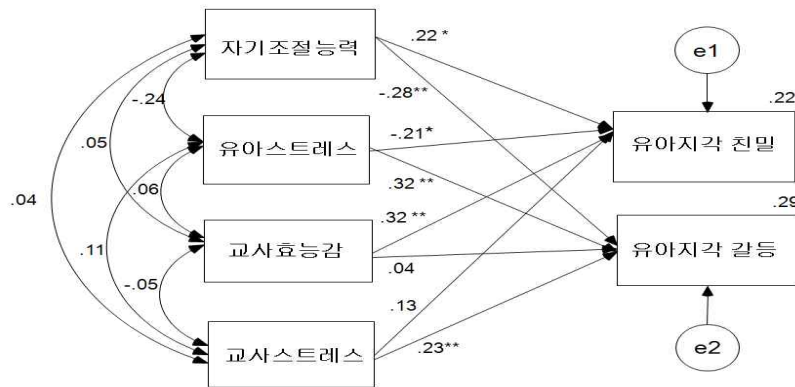 자기조절능력
.22 *
e1
-.28**
.22
-.24
-.21*
유아지각 친밀
유아스트레스
.05
.32 **
.04
.06
.32 **
.29
교사효능감
유아지각 갈등
.11
.04
-.05
.13
교사스트레스
.23**
e2